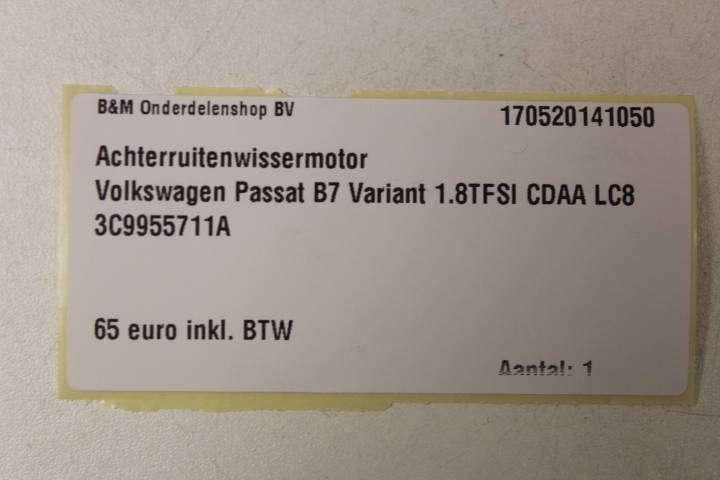 B&M Onderdelenshop BV
170520141050
Achterruitenwissermotor
Volkswagen Passat B7 Variant 1.8TFSI CDAA LC8
3C9955711A
65 euro inkl. BTW
Aantal: 1